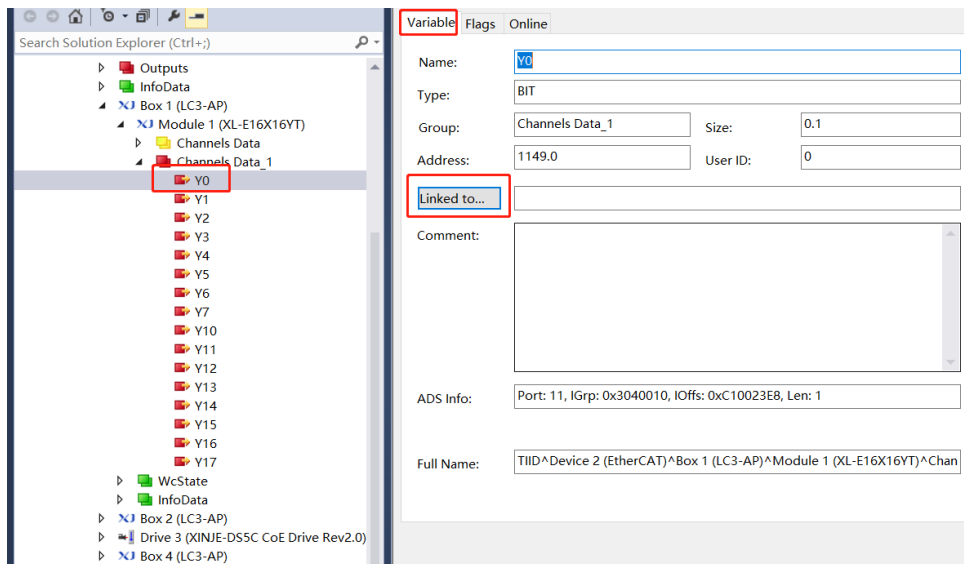 Search Solution Explorer (Ctrl+;)
Outputs
InfoData
XJ Box 1 (LC3-AP)
XJ Module 1 (XL-E16X16YT)
Channels Data
Channels Data_1
Y0
Y1
Y2
Y3
Y4
Y5
Y6
Y7
Y10
Y11
Y12
Y13
Y14
Y15
Y16
Y17
WcState
InfoData
XJ Box 2 (LC3-AP)
Drive 3 (XINJE-DS5C CoE Drive Rev2.0)
XJ Box 4 (LC3-AP)
Variable Flags Online
Name: Y0
Type: BIT
Group: Channels Data_1 Size: 0.1
Address: 1149.0 User ID: 0
Linked to...
Comment:
ADS Info: Port: 11, IGrp: 0x3040010, IOffs: 0xC10023E8, Len: 1
Full Name: TIID^Device 2 (EtherCAT)^Box 1 (LC3-AP)^Module 1 (XL-E16X16YT)^Chan